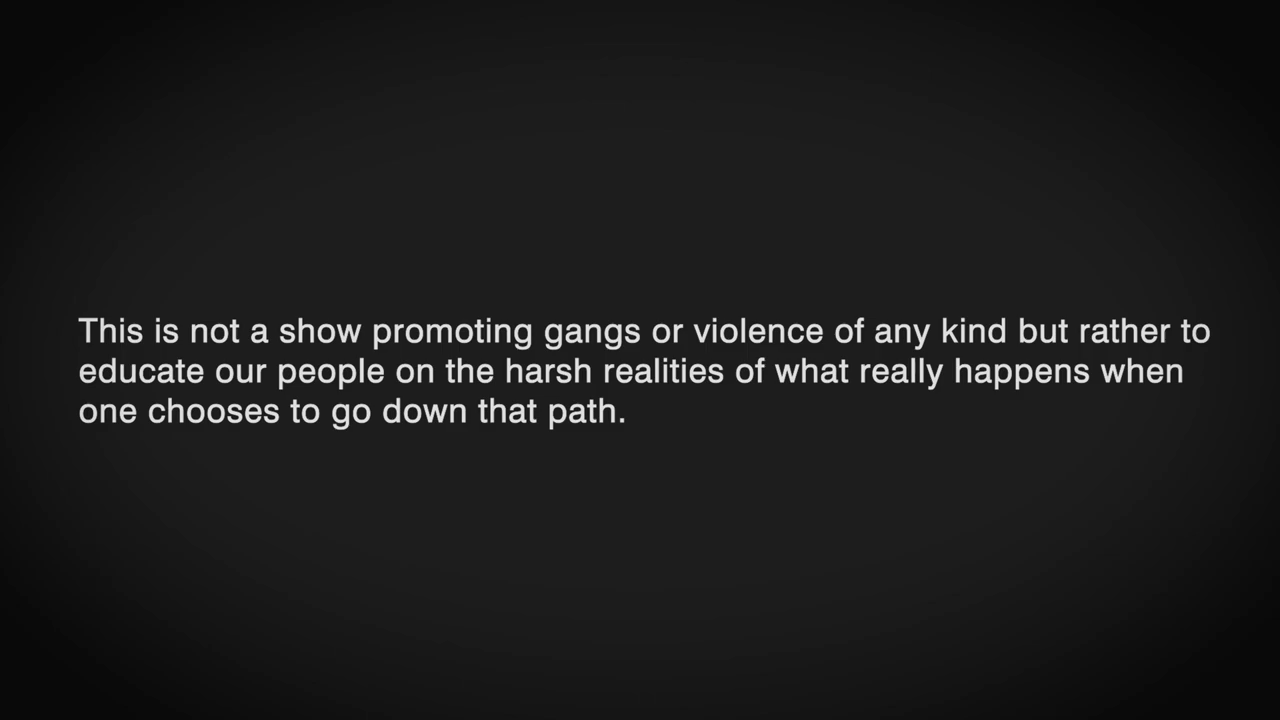 This is not a show promoting gangs or violence of any kind but rather to
educate our people on the harsh realities of what really happens when
one chooses to go down that path.